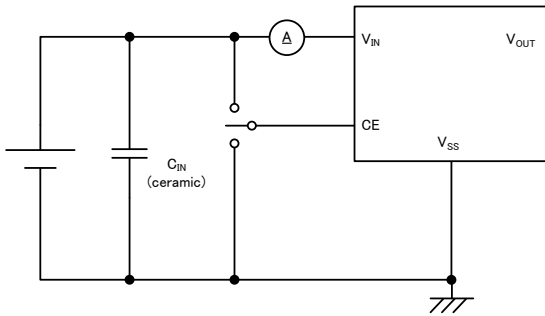 A
V_IN
V_OUT
CE
V_SS
C_IN
(ceramic)